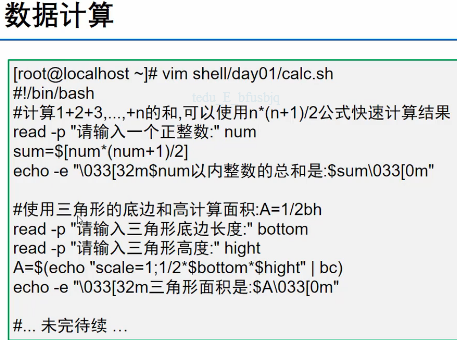 数据计算
[root@localhost ~]# vim shell/day01/calc.sh
#!/bin/bash
#计算1+2+3,...,+n的和,可以使用n*(n+1)/2公式快速计算结果
read -p "请输入一个正整数:" num
sum=$[num*(num+1)/2]
echo -e "\033[32m$num以内整数的总和是:$sum\033[0m"
#使用三角形的底边和高计算面积:A=1/2bh
read -p "请输入三角形底边长度:" bottom
read -p "请输入三角形高度:" hight
A=$(echo "scale=1;1/2*$bottom*$hight" | bc)
echo -e "\033[32m三角形面积是:$A\033[0m"
#... 未完待续 ...